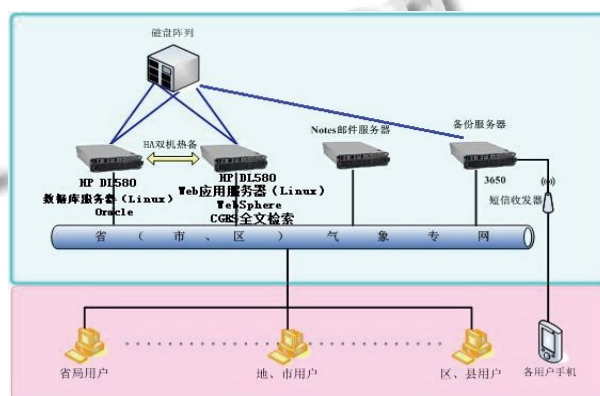 磁盘阵列
HA双机热备
Notes邮件服务器
备份服务器
HP DL580
数据库服务器（Linux）
Oracle
HP DL580
Web应用服务器（Linux）
WebSphere
CGRS全文检索
3650
短信收发器
省（市、区）气象专网
省局用户
地、市用户
区、县用户
各用户手机